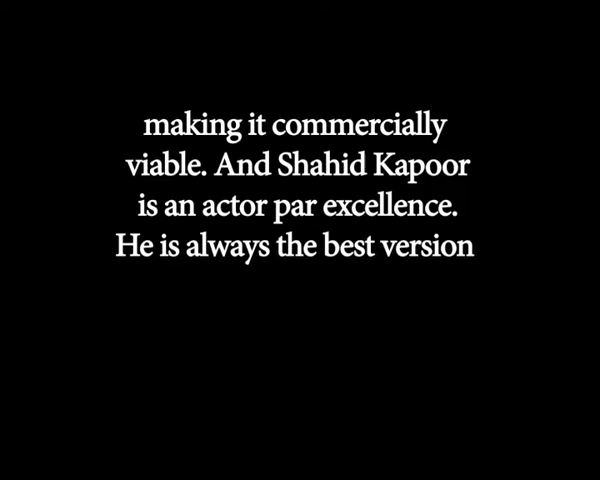 making it commercially
viable. And Shahid Kapoor
is an actor par excellence.
He is always the best version